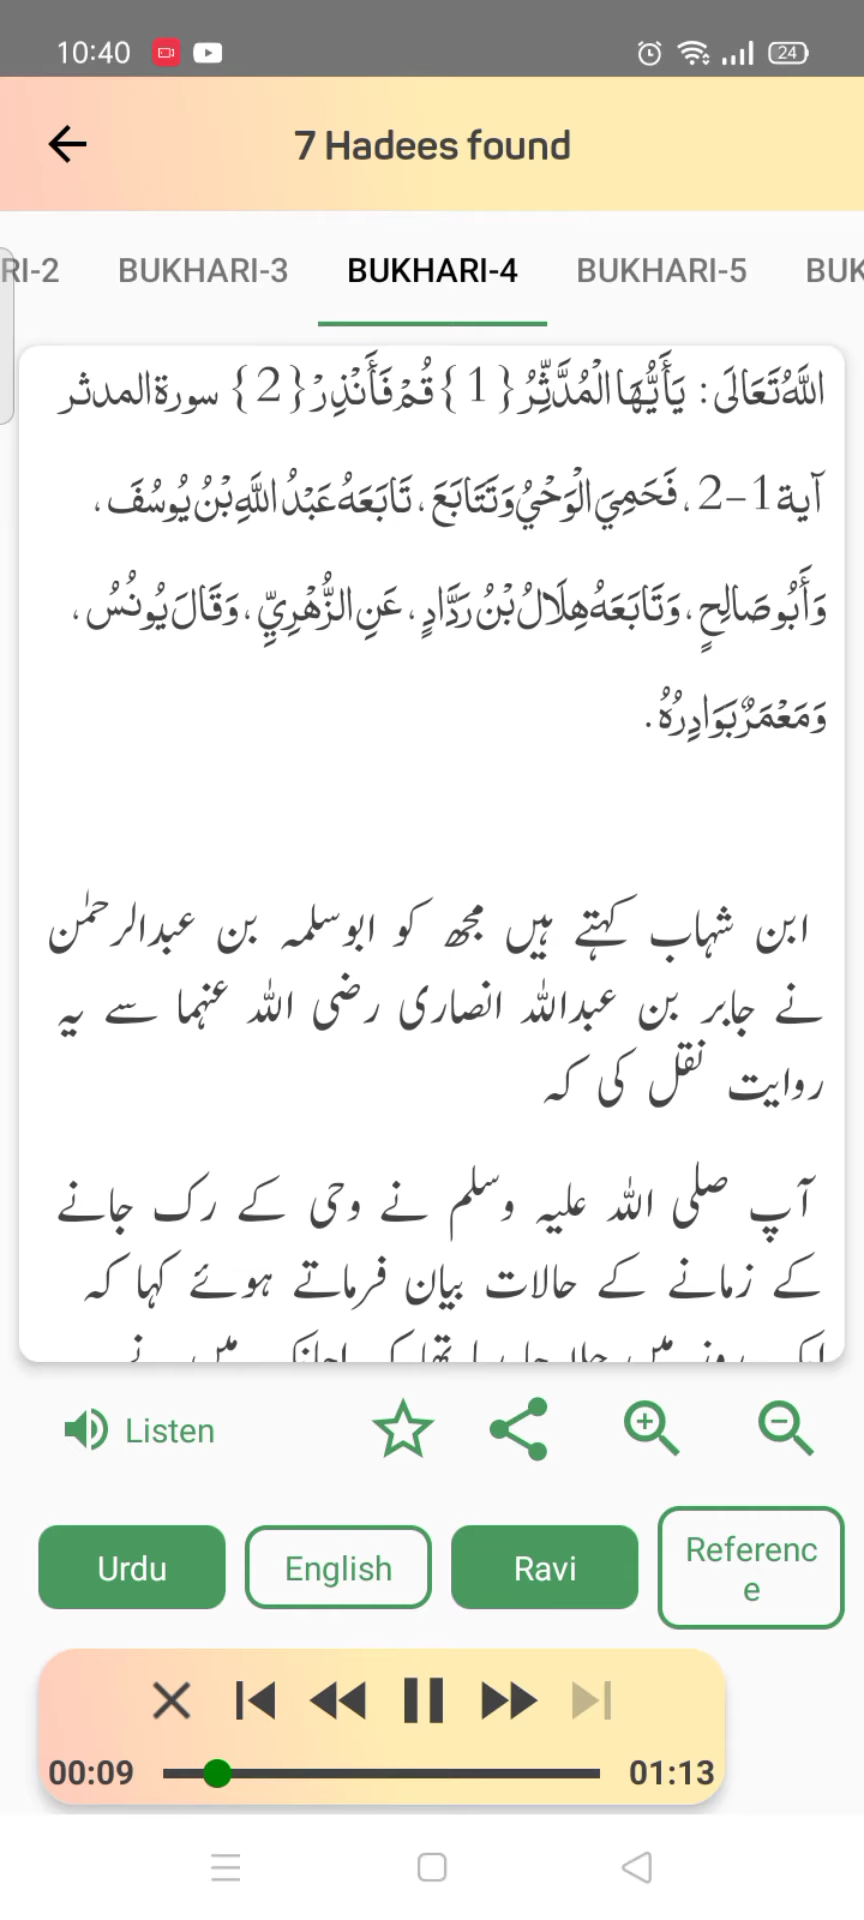 10:40
24
7 Hadees found
RI-2 BUKHARI-3 BUKHARI-4 BUKHARI-5 BUK
اللَّهُ تَعَالَى : يَأَيُّهَا الْمُدَّثِّرُ {1} قُمْ فَأَنْذِرْ {2} سورة المدثر
آية 1-2، فَحَمِيَ الْوَحْيُ وَتَتَابَعَ، تَابَعَهُ عَبْدُ اللَّهِ بْنُ يُوسُفَ،
وَأَبُو صَالِحٍ، وَتَابَعَهُ هِلَالُ بْنُ رَدَّادٍ، عَنِ الزُّهْرِيِّ، وَقَالَ يُونُسُ،
وَمَعْمَرٌ بَوَادِرُهُ.
ابن شہاب کہتے ہیں مجھ کو ابوسلمہ بن عبدالرحمٰن
نے جابر بن عبداللہ انصاری رضی اللہ عنہما سے یہ
روایت نقل کی کہ
آپ صلی اللہ علیہ وسلم نے وحی کے رک جانے
کے زمانے کے حالات بیان فرماتے ہوئے کہا کہ
Listen
Urdu English Ravi Referenc
e
00:09 01:13